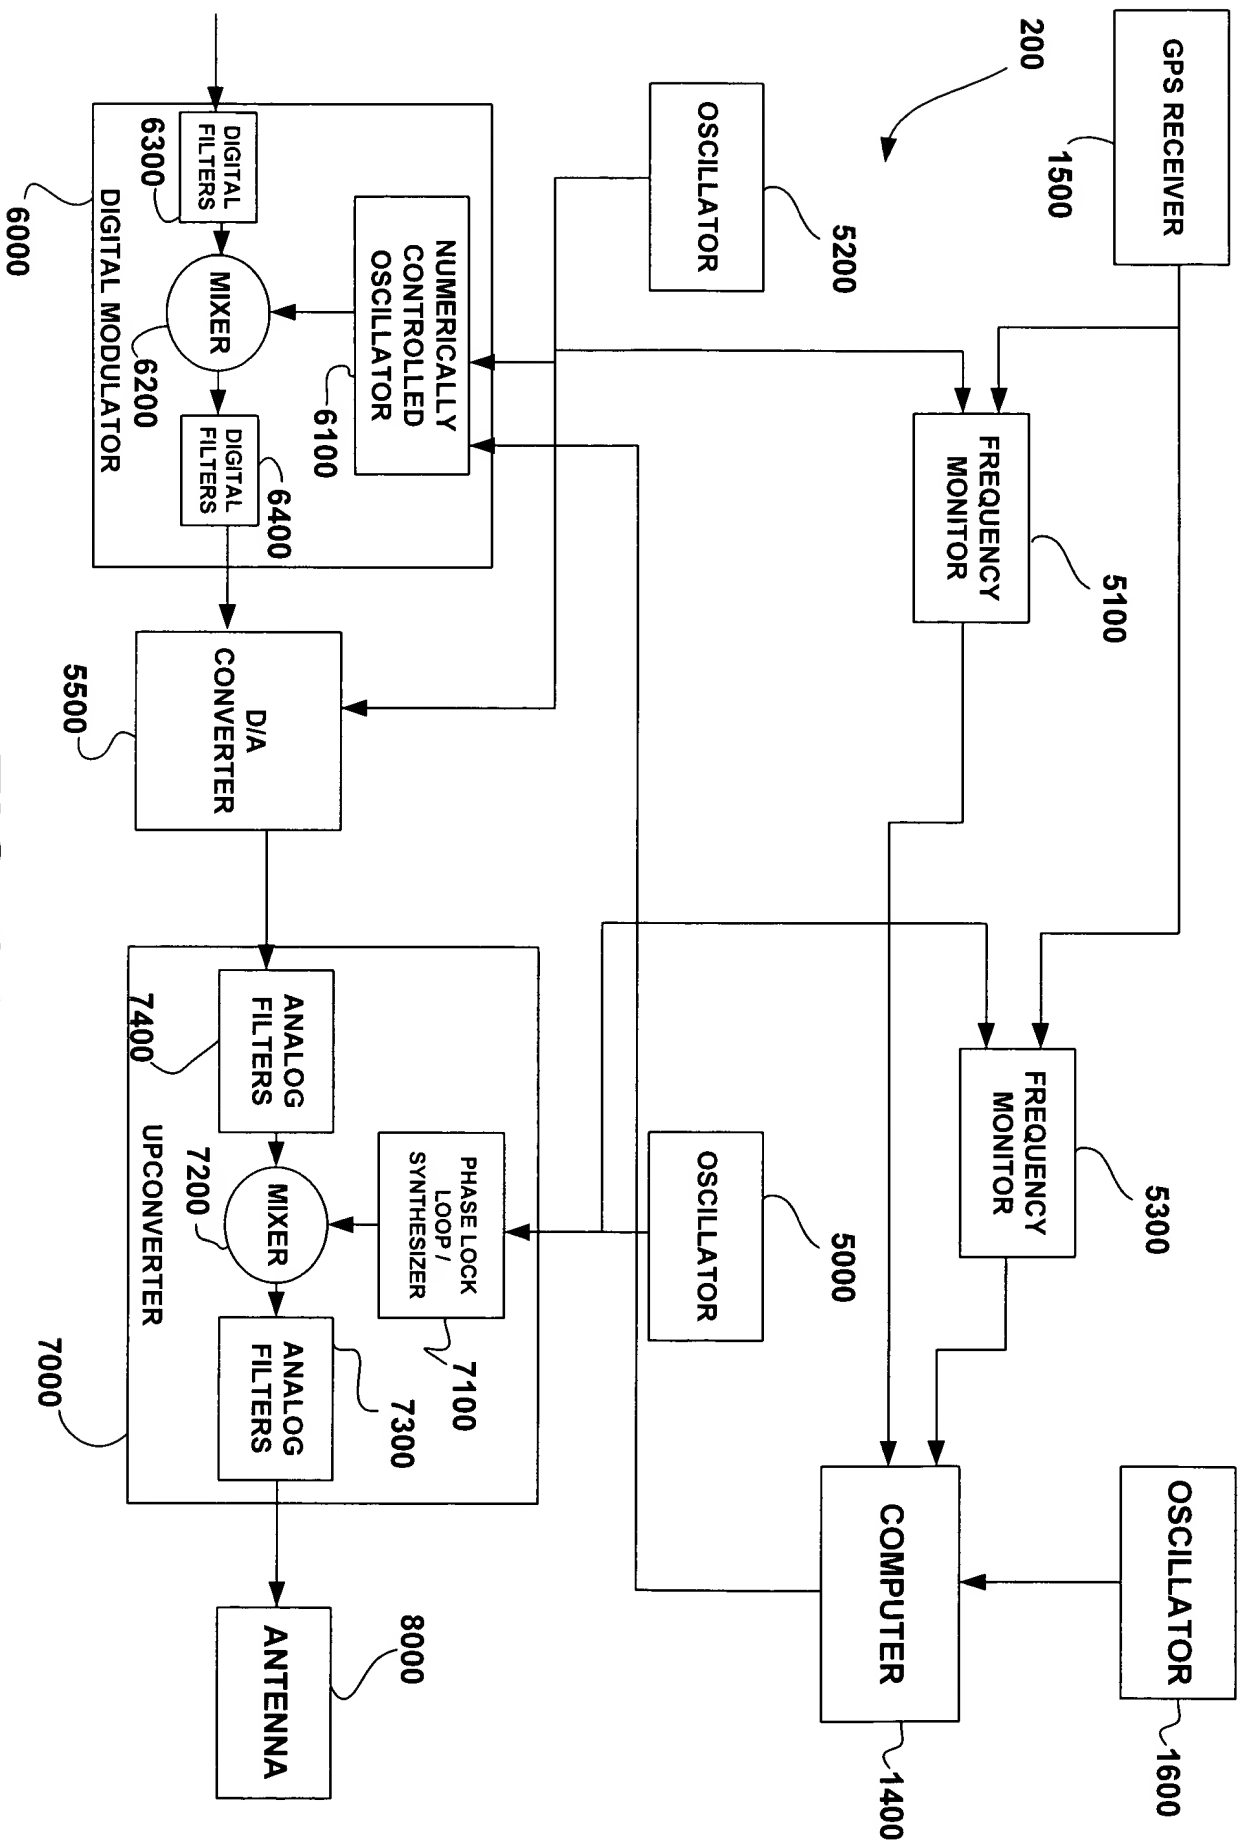 GPS RECEIVER
1500
200
OSCILLATOR
1600
FREQUENCY
MONITOR
5100
FREQUENCY
MONITOR
5300
COMPUTER
1400
OSCILLATOR
5200
OSCILLATOR
5000
NUMERICALLY
CONTROLLED
OSCILLATOR
6100
DIGITAL
FILTERS
6300
MIXER
6200
DIGITAL
FILTERS
6400
DIGITAL MODULATOR
6000
D/A
CONVERTER
5500
PHASE LOCK
LOOP /
SYNTHESIZER
7100
ANALOG
FILTERS
7400
MIXER
7200
ANALOG
FILTERS
7300
UPCONVERTER
7000
ANTENNA
8000